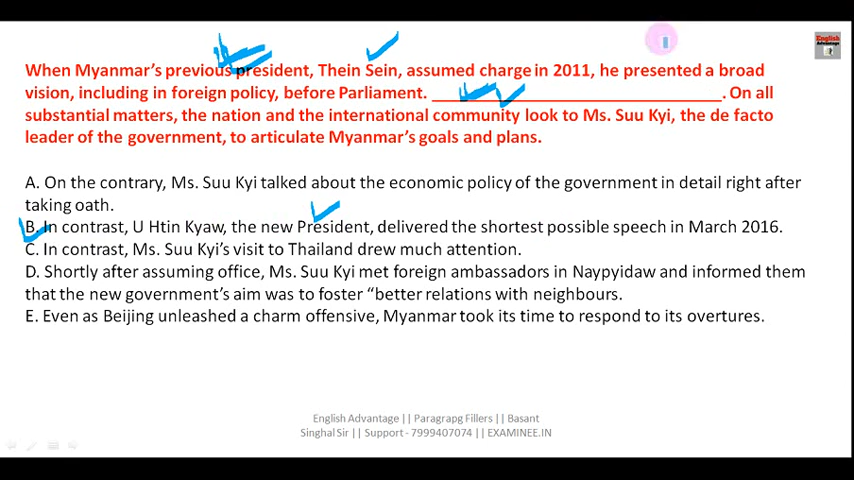 English
Advantage
When Myanmar's previous president, Thein Sein, assumed charge in 2011, he presented a broad
vision, including in foreign policy, before Parliament. ______________________________. On all
substantial matters, the nation and the international community look to Ms. Suu Kyi, the de facto
leader of the government, to articulate Myanmar's goals and plans.
A. On the contrary, Ms. Suu Kyi talked about the economic policy of the government in detail right after
taking oath.
B. In contrast, U Htin Kyaw, the new President, delivered the shortest possible speech in March 2016.
C. In contrast, Ms. Suu Kyi's visit to Thailand drew much attention.
D. Shortly after assuming office, Ms. Suu Kyi met foreign ambassadors in Naypyidaw and informed them
that the new government's aim was to foster “better relations with neighbours.
E. Even as Beijing unleashed a charm offensive, Myanmar took its time to respond to its overtures.
English Advantage || Paragrapg Fillers || Basant
Singhal Sir || Support - 7999407074 || EXAMINEE.IN